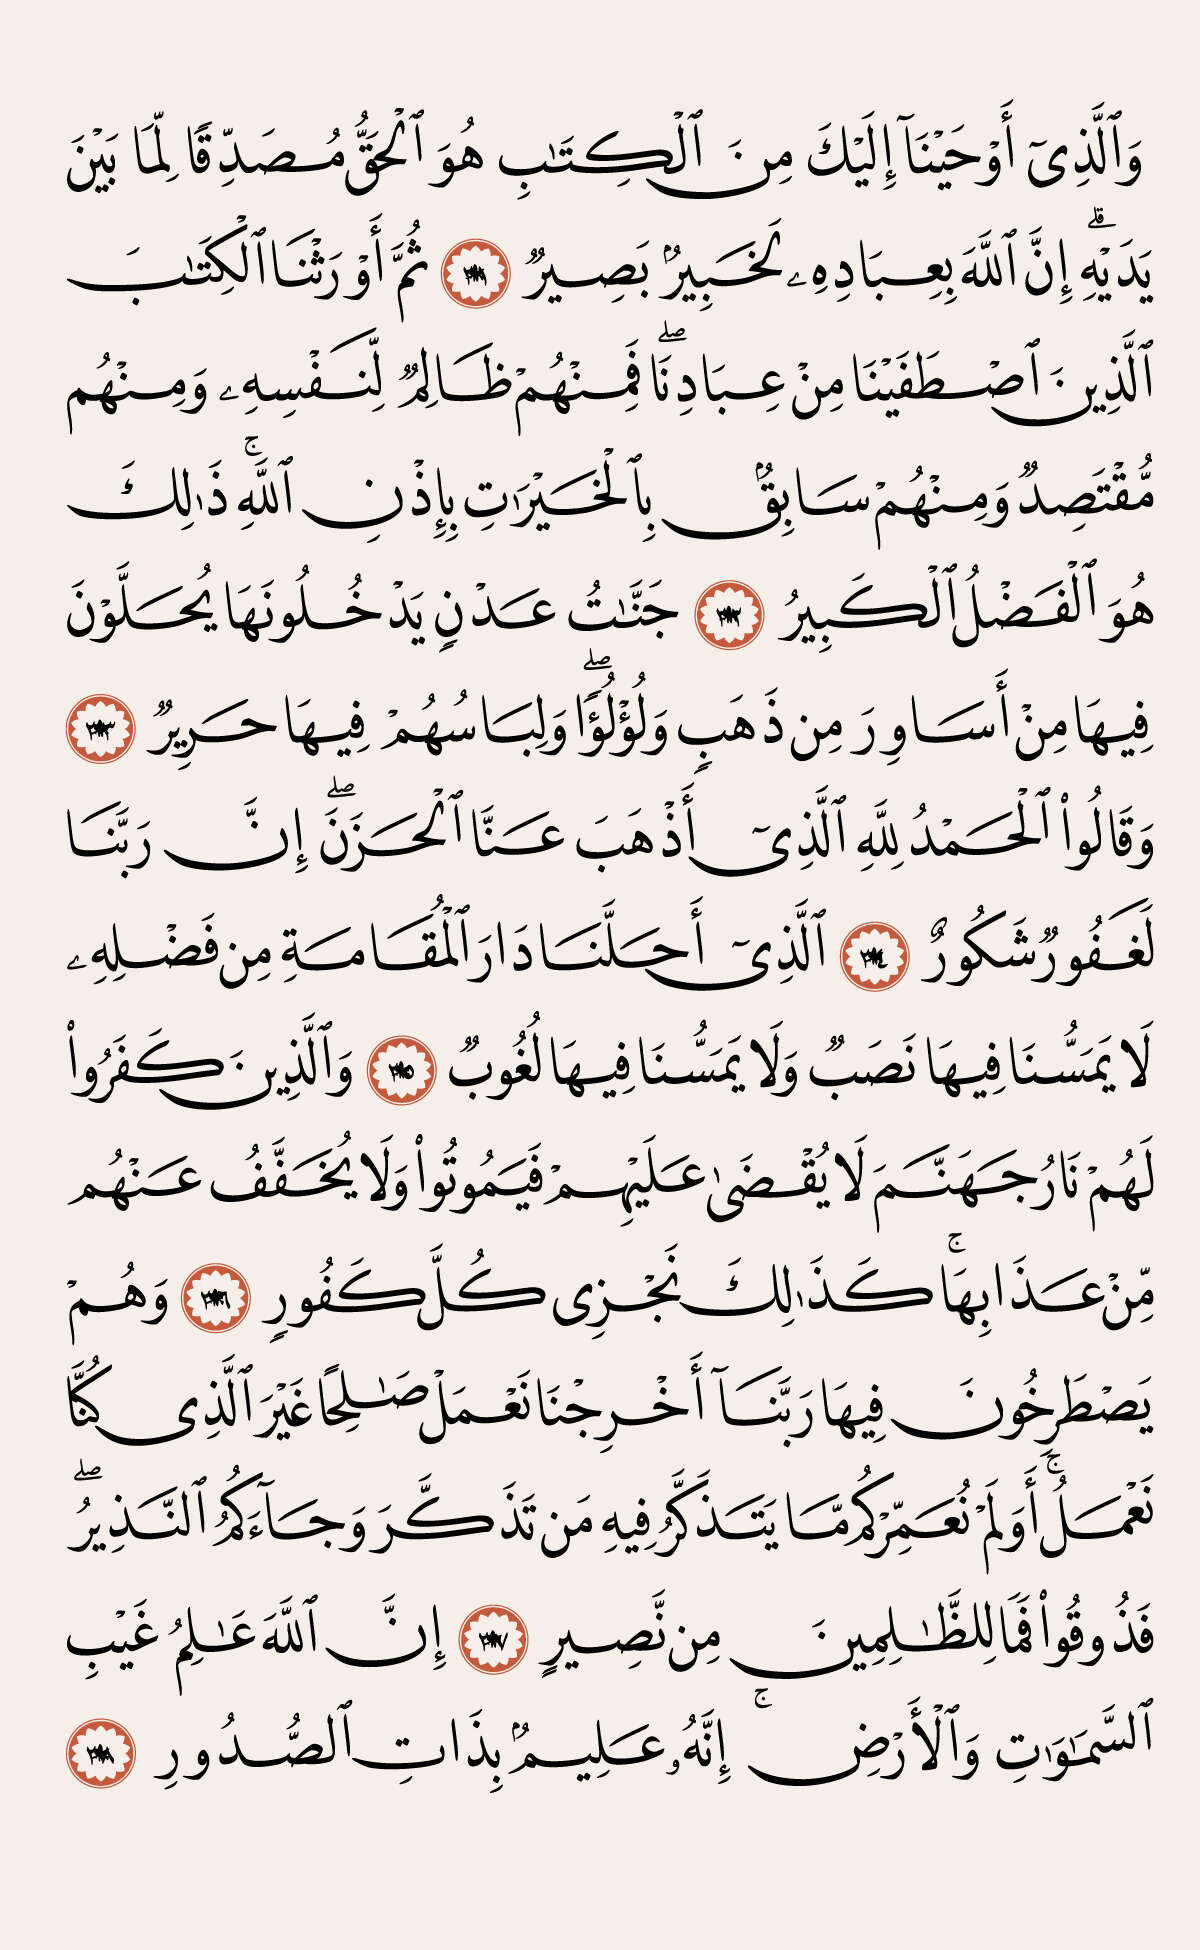 وَٱلَّذِىٓ أَوۡحَيۡنَآ إِلَيۡكَ مِنَ ٱلۡكِتَٰبِ هُوَ ٱلۡحَقُّ مُصَدِّقٗا لِّمَا بَيۡنَ
يَدَيۡهِۗ إِنَّ ٱللَّهَ بِعِبَادِهِۦ لَخَبِيرُۢ بَصِيرٞ ٣١ ثُمَّ أَوۡرَثۡنَا ٱلۡكِتَٰبَ
ٱلَّذِينَ ٱصۡطَفَيۡنَا مِنۡ عِبَادِنَاۖ فَمِنۡهُمۡ ظَالِمٞ لِّنَفۡسِهِۦ وَمِنۡهُم
مُّقۡتَصِدٞ وَمِنۡهُمۡ سَابِقُۢ بِٱلۡخَيۡرَٰتِ بِإِذۡنِ ٱللَّهِۚ ذَٰلِكَ
هُوَ ٱلۡفَضۡلُ ٱلۡكَبِيرُ ٣٢ جَنَّٰتُ عَدۡنٖ يَدۡخُلُونَهَا يُحَلَّوۡنَ
فِيهَا مِنۡ أَسَاوِرَ مِن ذَهَبٖ وَلُؤۡلُؤٗاۖ وَلِبَاسُهُمۡ فِيهَا حَرِيرٞ ٣٣
وَقَالُواْ ٱلۡحَمۡدُ لِلَّهِ ٱلَّذِىٓ أَذۡهَبَ عَنَّا ٱلۡحَزَنَۖ إِنَّ رَبَّنَا
لَغَفُورٞ شَكُورٌ ٣٤ ٱلَّذِىٓ أَحَلَّنَا دَارَ ٱلۡمُقَامَةِ مِن فَضۡلِهِۦ
لَا يَمَسُّنَا فِيهَا نَصَبٞ وَلَا يَمَسُّنَا فِيهَا لُغُوبٞ ٣٥ وَٱلَّذِينَ كَفَرُواْ
لَهُمۡ نَارُ جَهَنَّمَ لَا يُقۡضَىٰ عَلَيۡهِمۡ فَيَمُوتُواْ وَلَا يُخَفَّفُ عَنۡهُم
مِّنۡ عَذَابِهَاۚ كَذَٰلِكَ نَجۡزِى كُلَّ كَفُورٖ ٣٦ وَهُمۡ
يَصۡطَرِخُونَ فِيهَا رَبَّنَآ أَخۡرِجۡنَا نَعۡمَلۡ صَٰلِحًا غَيۡرَ ٱلَّذِى كُنَّا
نَعۡمَلُۚ أَوَلَمۡ نُعَمِّرۡكُم مَّا يَتَذَكَّرُ فِيهِ مَن تَذَكَّرَ وَجَآءَكُمُ ٱلنَّذِيرُۖ
فَذُوقُواْ فَمَا لِلظَّٰلِمِينَ مِن نَّصِيرٍ ٣٧ إِنَّ ٱللَّهَ عَٰلِمُ غَيۡبِ
ٱلسَّمَٰوَٰتِ وَٱلۡأَرۡضِۚ إِنَّهُۥ عَلِيمُۢ بِذَاتِ ٱلصُّدُورِ ٣٨